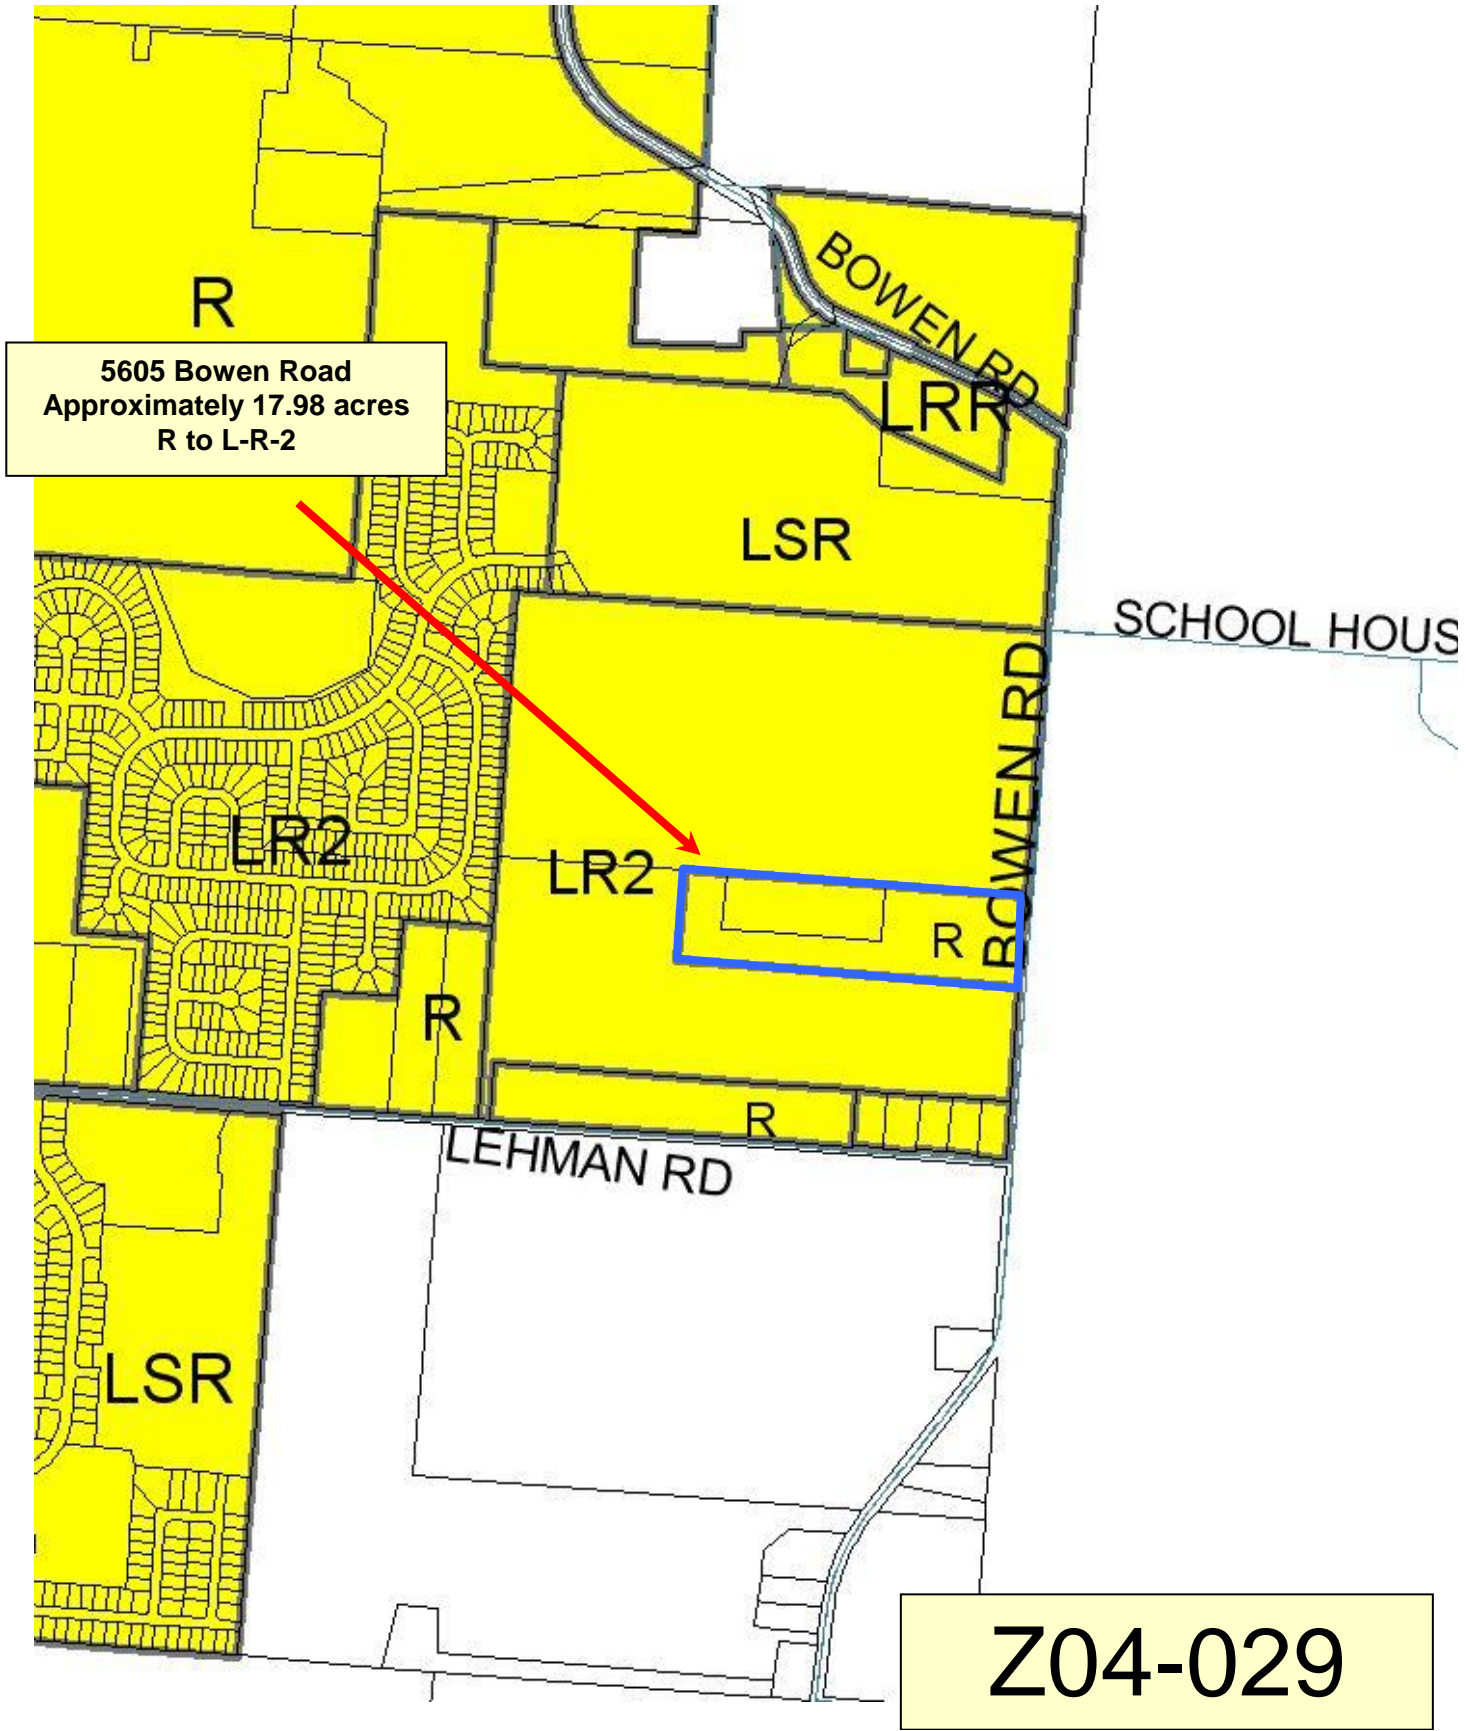 BOWEN RD
R
5605 Bowen Road
Approximately 17.98 acres
R to L-R-2
LRR
LSR
SCHOOL HOUS
BOWEN RD
LR2
LR2
R
R
R
LEHMAN RD
LSR
Z04-029